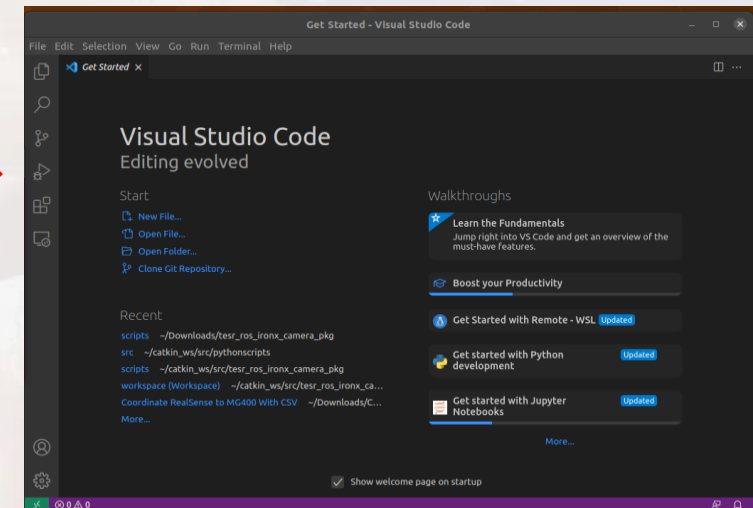 Get Started - Visual Studio Code
File Edit Selection View Go Run Terminal Help
Get Started
Visual Studio Code
Editing evolved
Start
New File...
Open File...
Open Folder...
Clone Git Repository...
Recent
scripts ~/Downloads/tesr_ros_ironx_camera_pkg
src ~/catkin_ws/src/pythonscripts
scripts ~/catkin_ws/src/tesr_ros_ironx_camera_pkg
workspace (Workspace) ~/catkin_ws/src/tesr_ros_ironx_ca...
Coordinate RealSense to MG400 With CSV ~/Downloads/C...
More...
Walkthroughs
Learn the Fundamentals
Jump right into VS Code and get an overview of the
must-have features.
Boost your Productivity
Get Started with Remote - WSL Updated
Get started with Python Updated
development
Get started with Jupyter Updated
Notebooks
More...
Show welcome page on startup
0 0